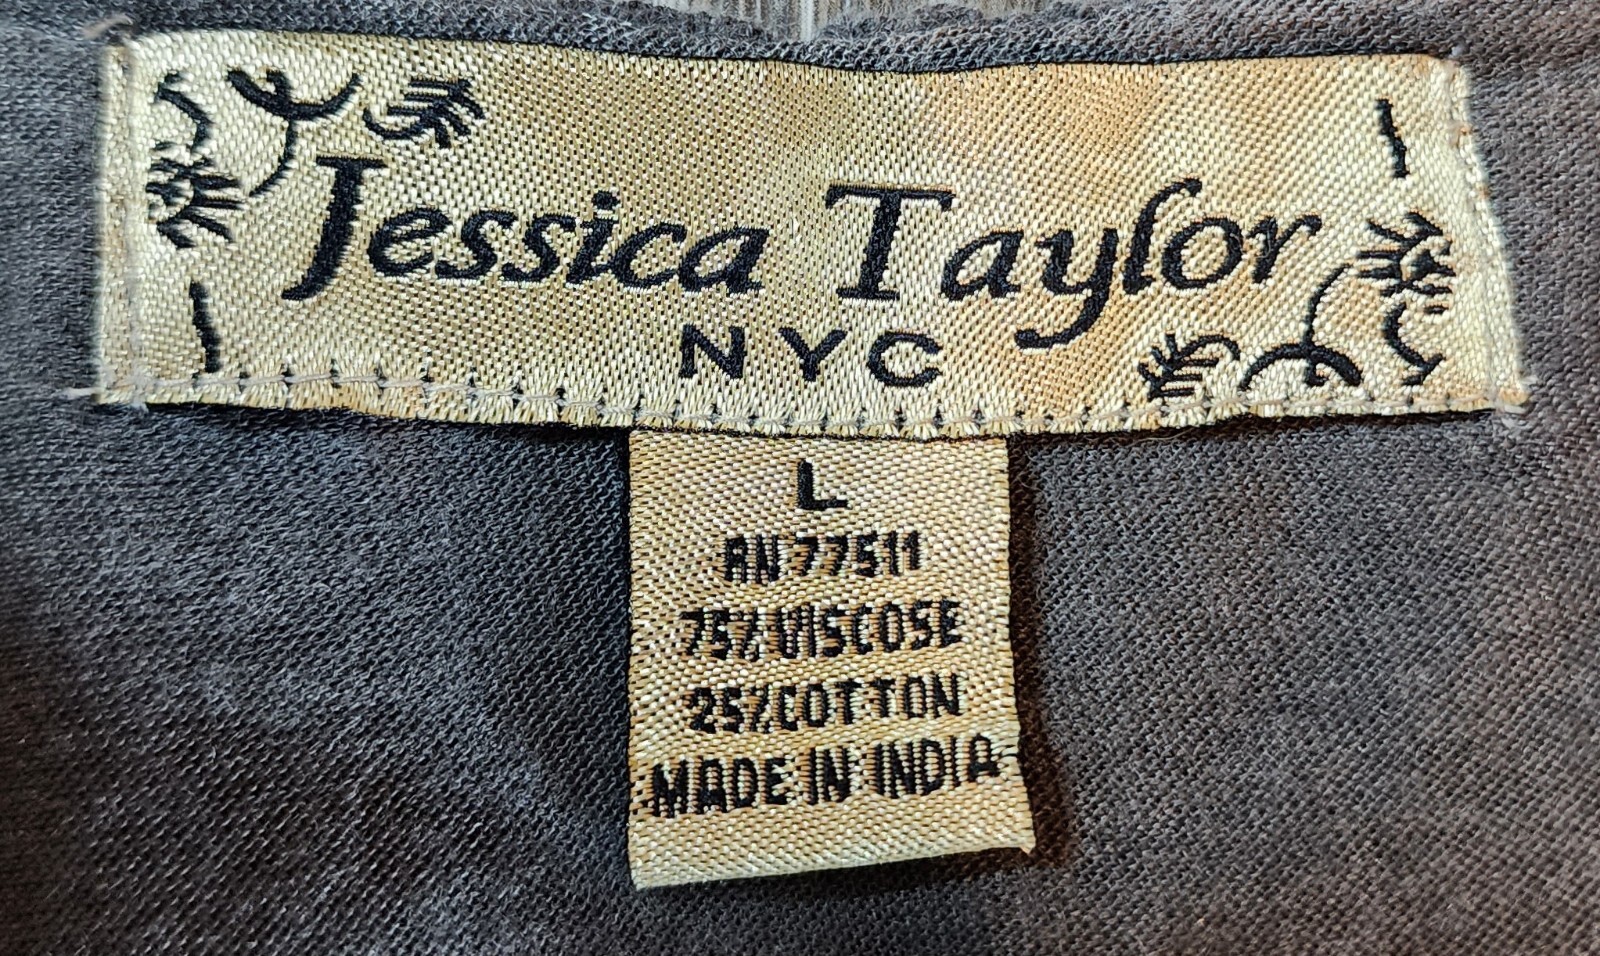 Jessica Taylor
NYC
L
RN 77511
75% VISCOSE
25% COTTON
MADE IN INDIA